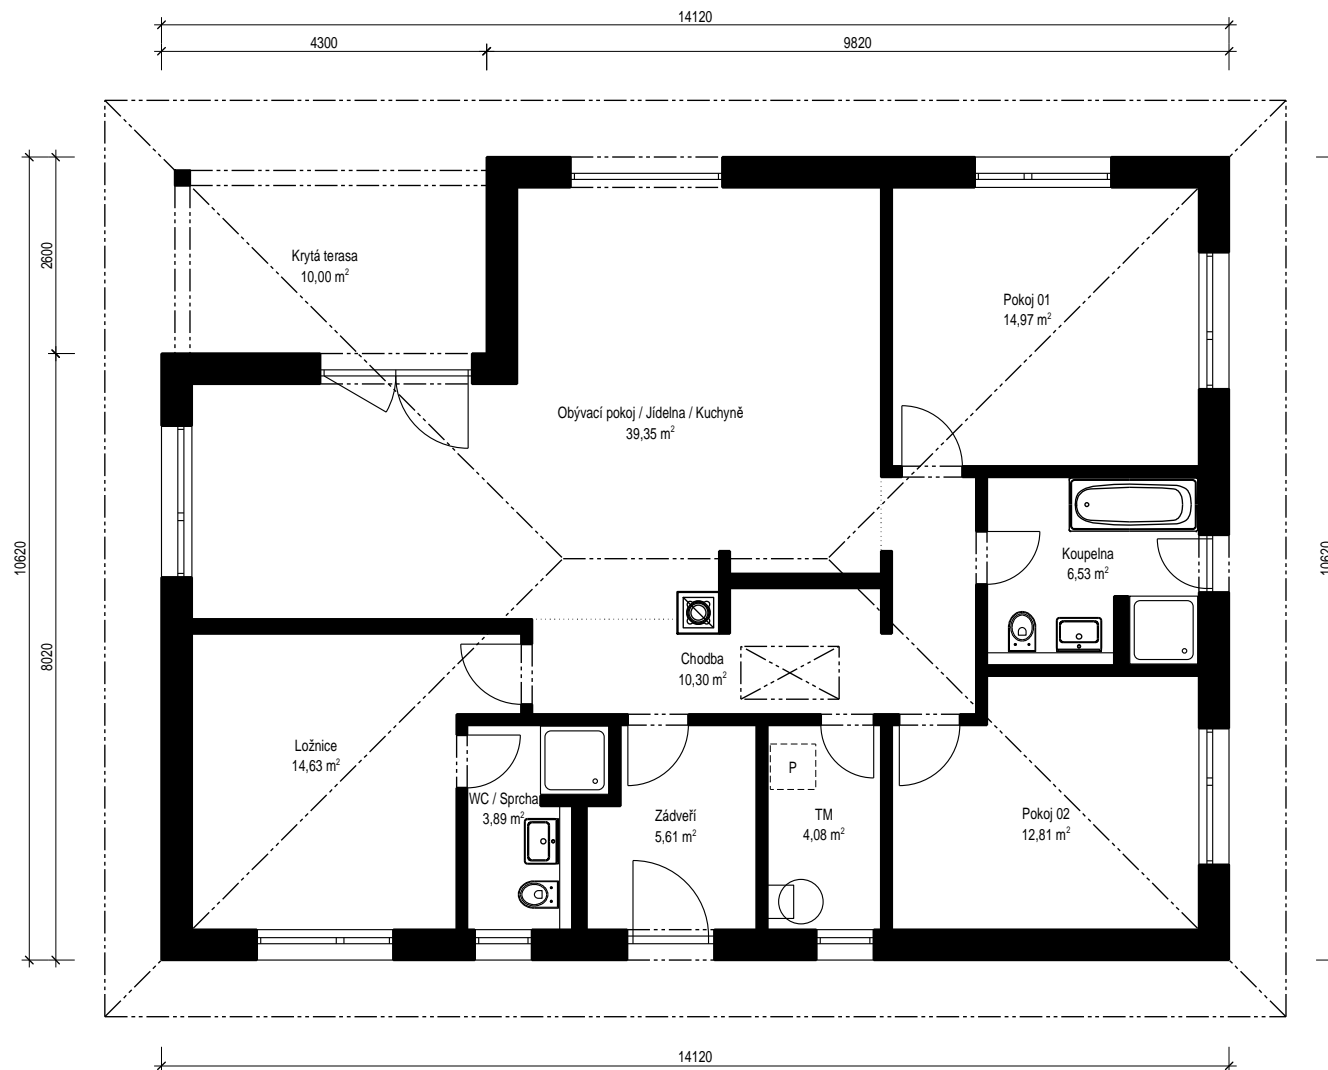 14120
4300
9820
2600
10620
8020
10620
Krytá terasa
10,00 m²
Pokoj 01
14,97 m²
Obývací pokoj / Jídelna / Kuchyně
39,35 m²
Koupelna
6,53 m²
Chodba
10,30 m²
Ložnice
14,63 m²
WC / Sprcha
3,89 m²
Zádveří
5,61 m²
P
TM
4,08 m²
Pokoj 02
12,81 m²
14120